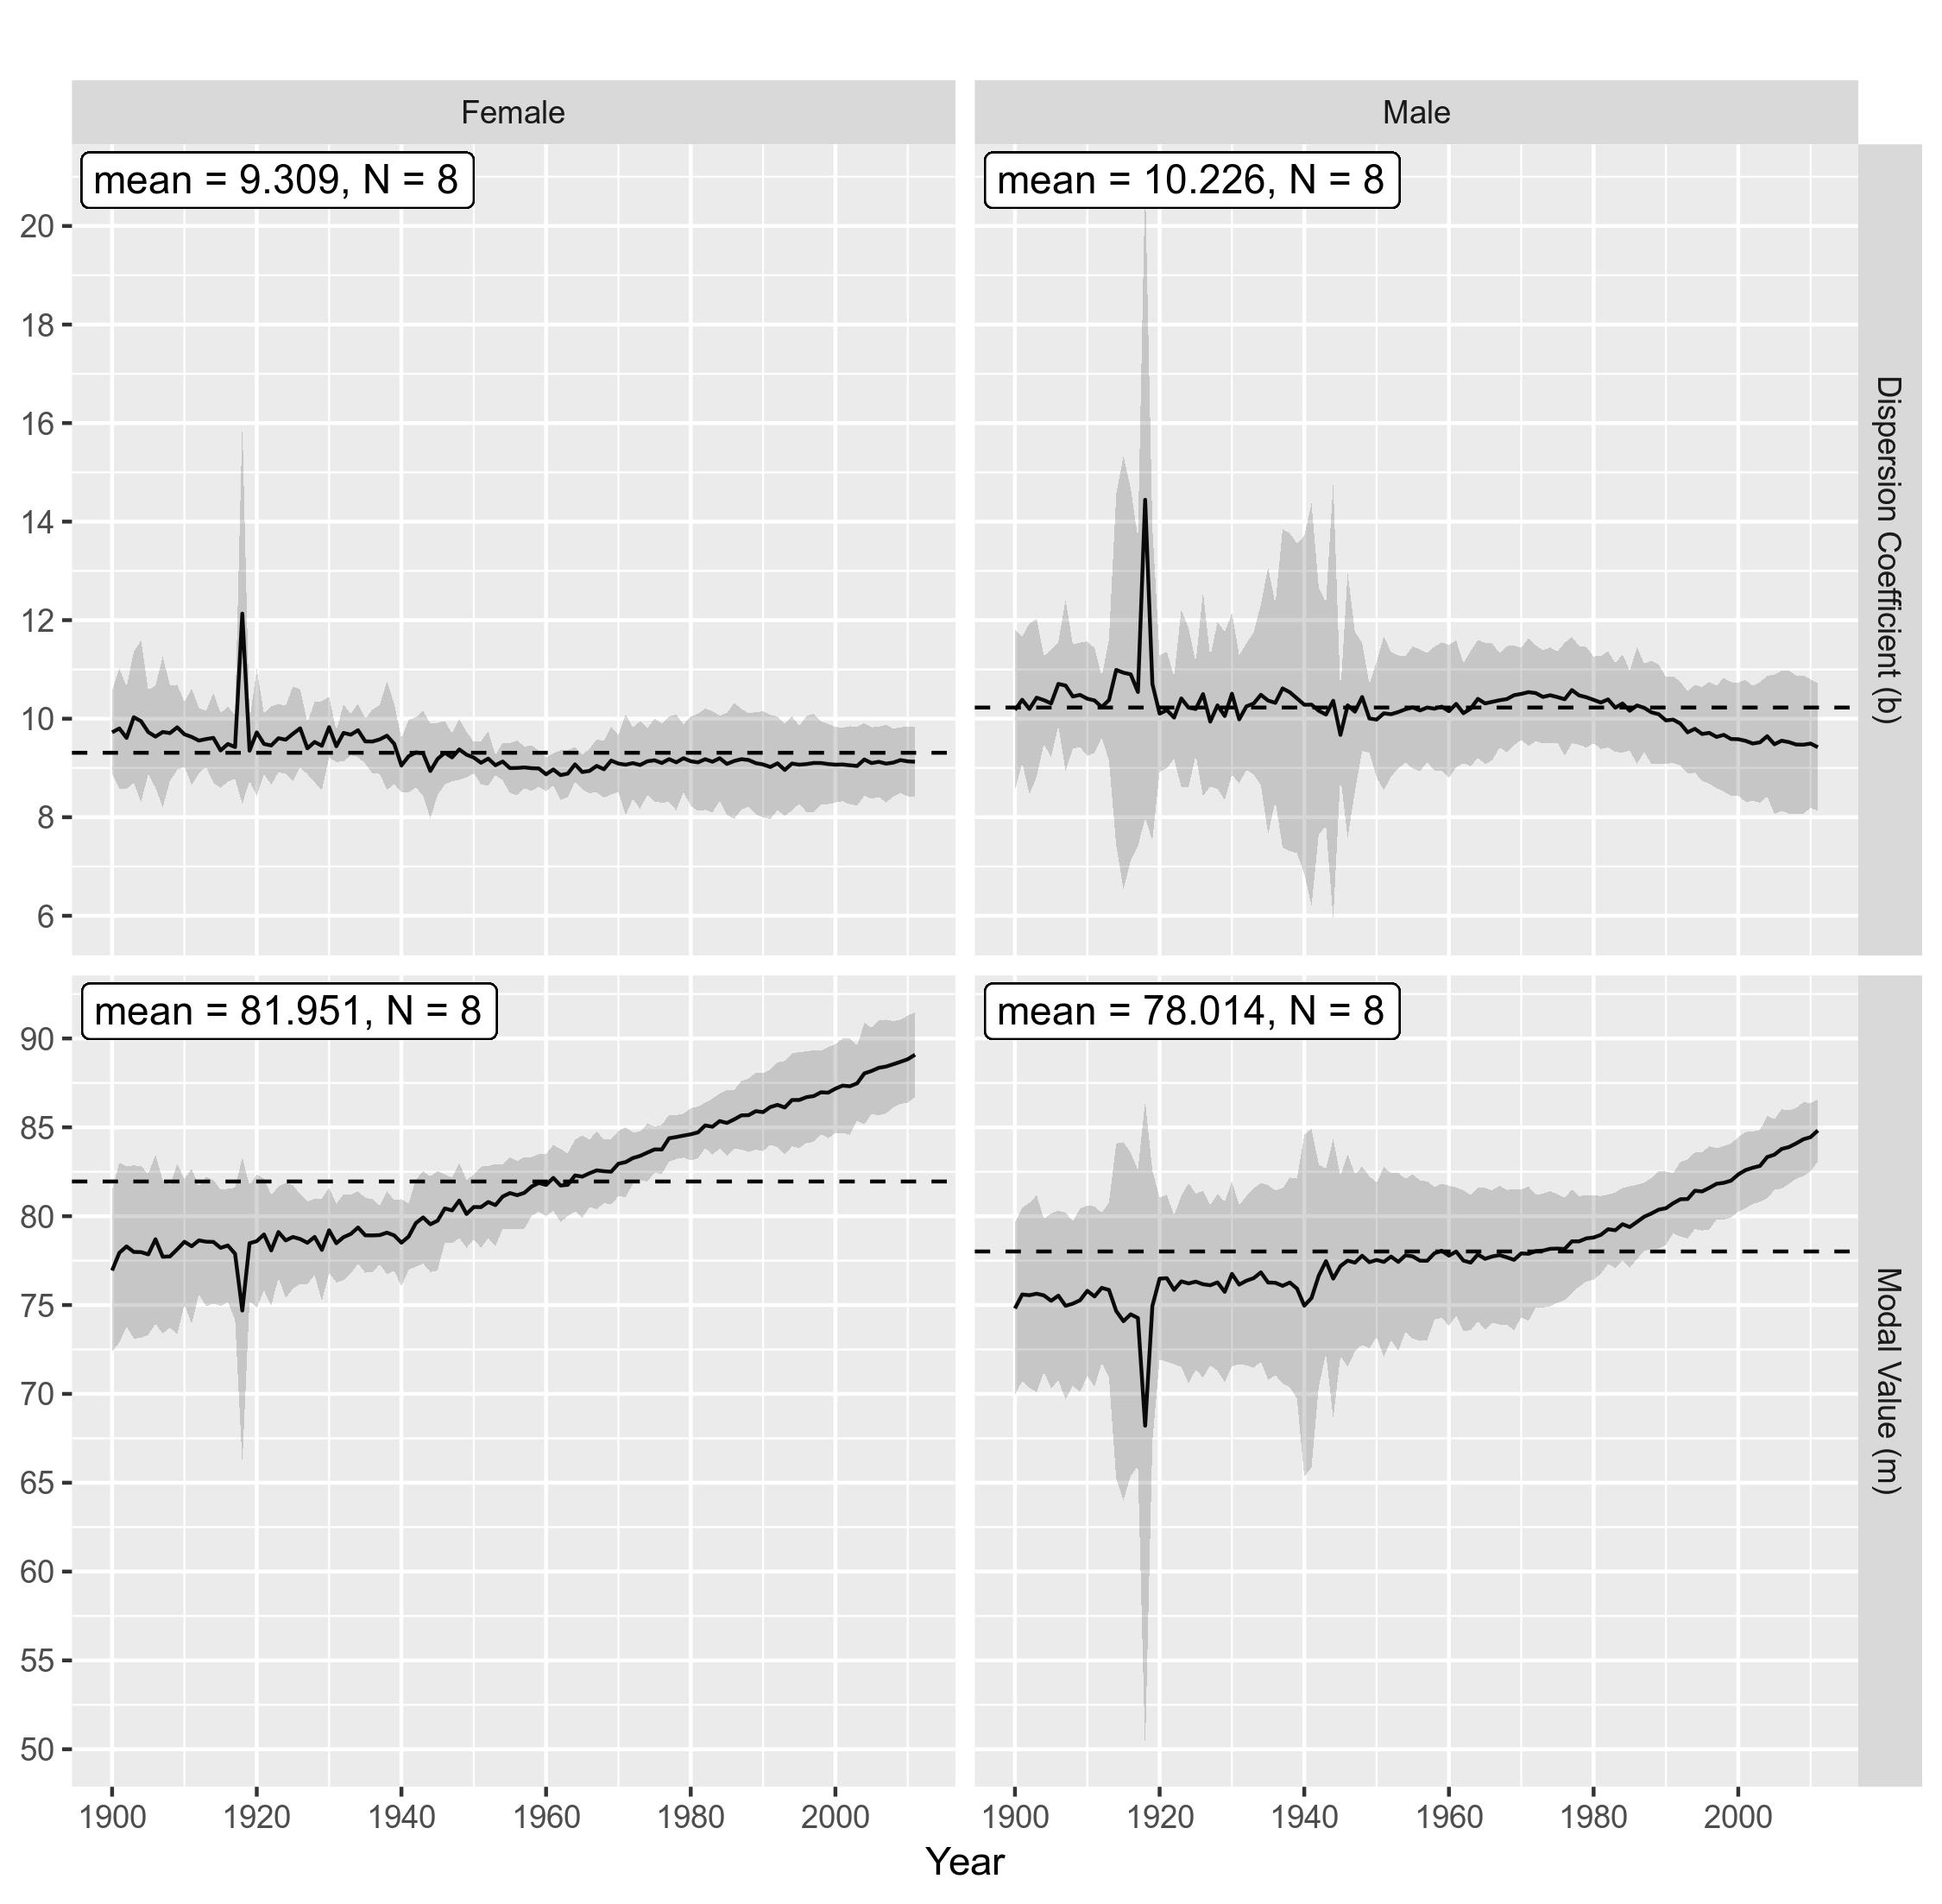 Female
Male
mean = 9.309, N = 8
mean = 10.226, N = 8
20
18
16
14
12
10
8
6
Dispersion Coefficient (b)
mean = 81.951, N = 8
mean = 78.014, N = 8
90
85
80
75
70
65
60
55
50
Modal Value (m)
1900 1920 1940 1960 1980 2000
1900 1920 1940 1960 1980 2000
Year